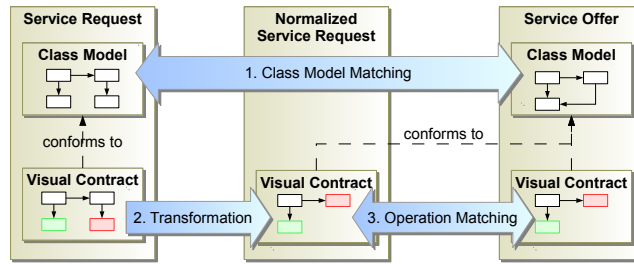 Service Request
Normalized
Service Request
Service Offer
Class Model
Class Model
1. Class Model Matching
conforms to
conforms to
Visual Contract
Visual Contract
Visual Contract
2. Transformation
3. Operation Matching